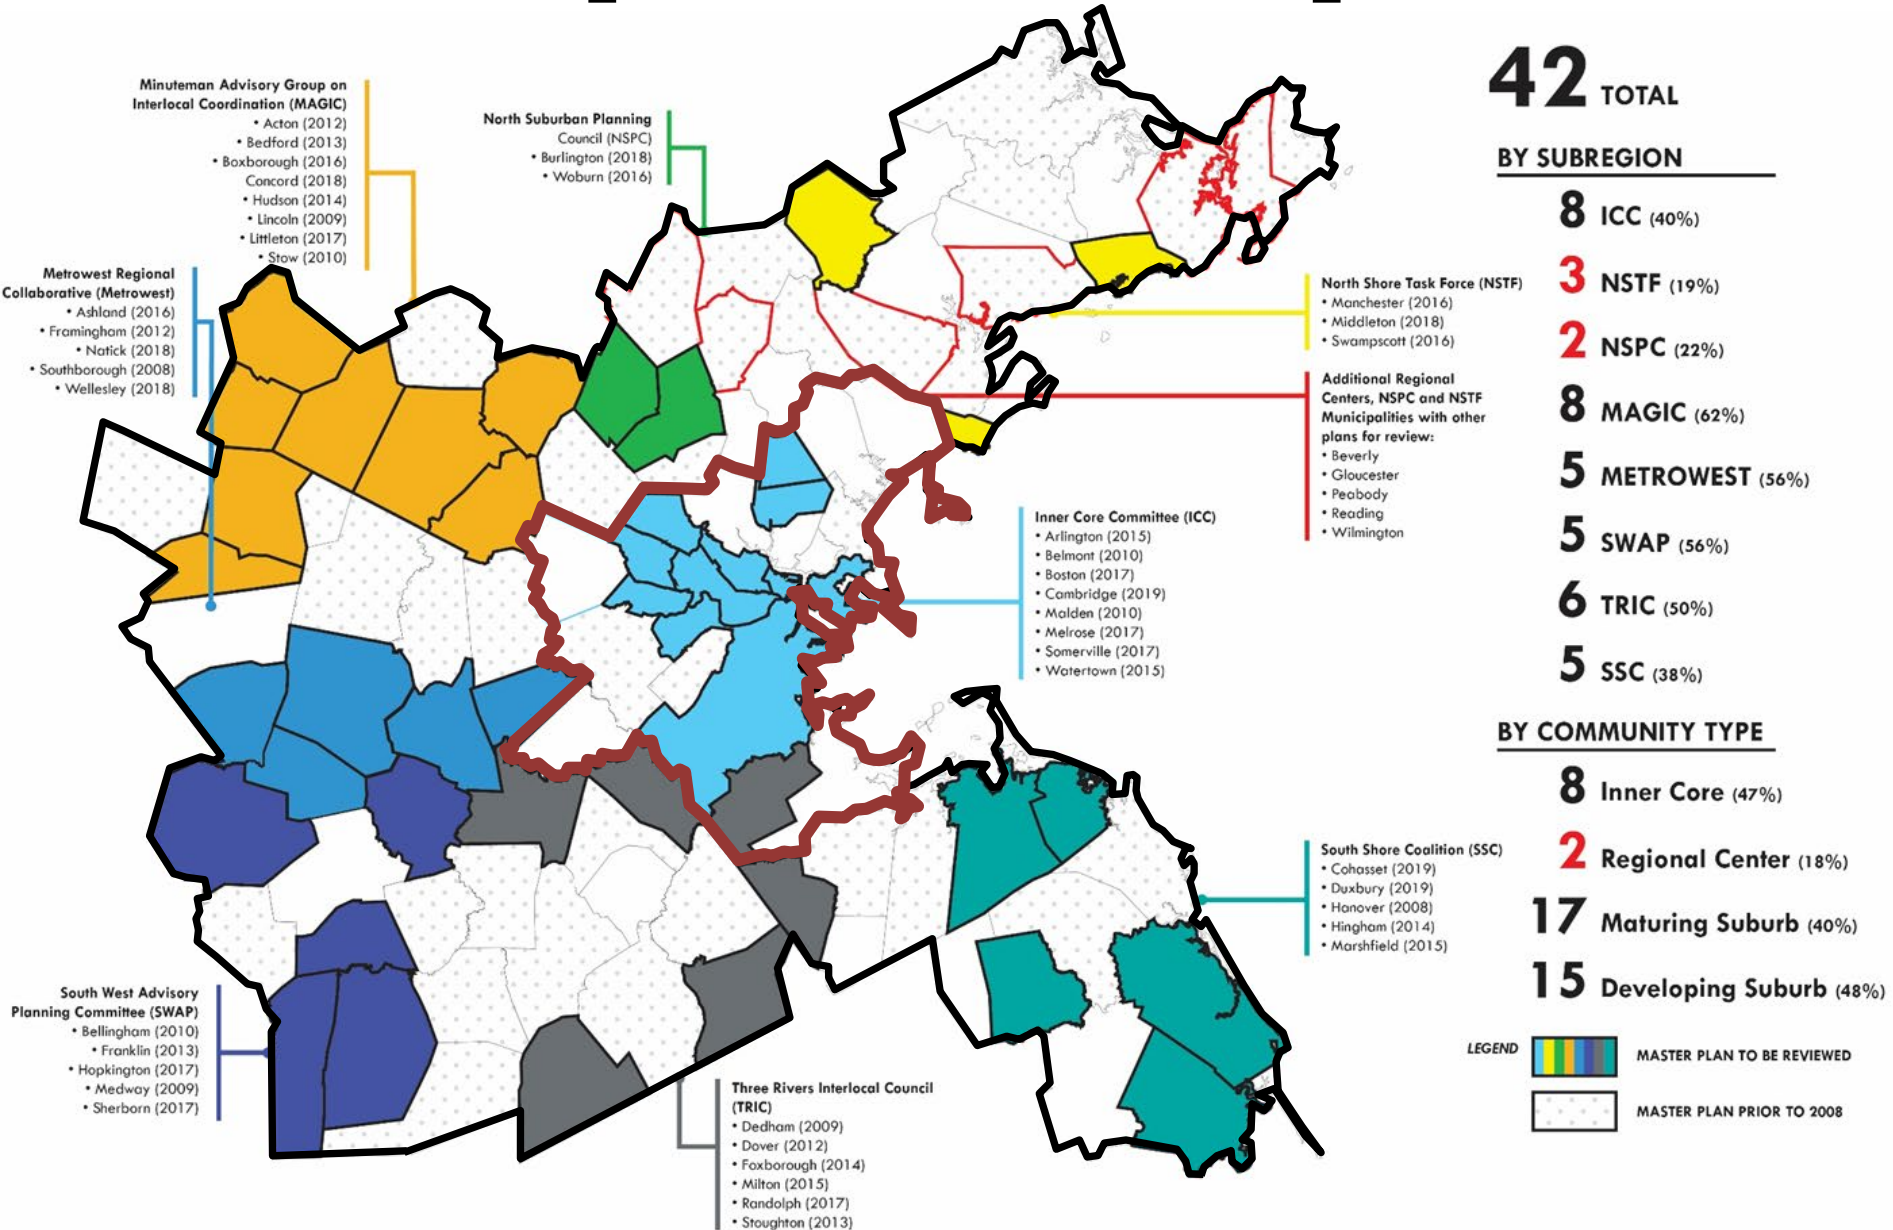 Minuteman Advisory Group on
Interlocal Coordination (MAGIC)
• Acton (2012)
• Bedford (2013)
• Boxborough (2016)
Concord (2018)
• Hudson (2014)
• Lincoln (2009)
• Littleton (2017)
• Stow (2010)
North Suburban Planning
Council (NSPC)
• Burlington (2018)
• Woburn (2016)
Metrowest Regional
Collaborative (Metrowest)
• Ashland (2016)
• Framingham (2012)
• Natick (2018)
• Southborough (2008)
• Wellesley (2018)
North Shore Task Force (NSTF)
• Manchester (2016)
• Middleton (2018)
• Swampscott (2016)
Additional Regional
Centers, NSPC and NSTF
Municipalities with other
plans for review:
• Beverly
• Gloucester
• Peabody
• Reading
• Wilmington
Inner Core Committee (ICC)
• Arlington (2015)
• Belmont (2010)
• Boston (2017)
• Cambridge (2019)
• Malden (2010)
• Melrose (2017)
• Somerville (2017)
• Watertown (2015)
South Shore Coalition (SSC)
• Cohasset (2019)
• Duxbury (2019)
• Hanover (2008)
• Hingham (2014)
• Marshfield (2015)
South West Advisory
Planning Committee (SWAP)
• Bellingham (2010)
• Franklin (2013)
• Hopkington (2017)
• Medway (2009)
• Sherborn (2017)
Three Rivers Interlocal Council
(TRIC)
• Dedham (2009)
• Dover (2012)
• Foxborough (2014)
• Milton (2015)
• Randolph (2017)
• Stoughton (2013)
42 TOTAL
BY SUBREGION
8 ICC (40%)
3 NSTF (19%)
2 NSPC (22%)
8 MAGIC (62%)
5 METROWEST (56%)
5 SWAP (56%)
6 TRIC (50%)
5 SSC (38%)
BY COMMUNITY TYPE
8 Inner Core (47%)
2 Regional Center (18%)
17 Maturing Suburb (40%)
15 Developing Suburb (48%)
LEGEND
MASTER PLAN TO BE REVIEWED
MASTER PLAN PRIOR TO 2008